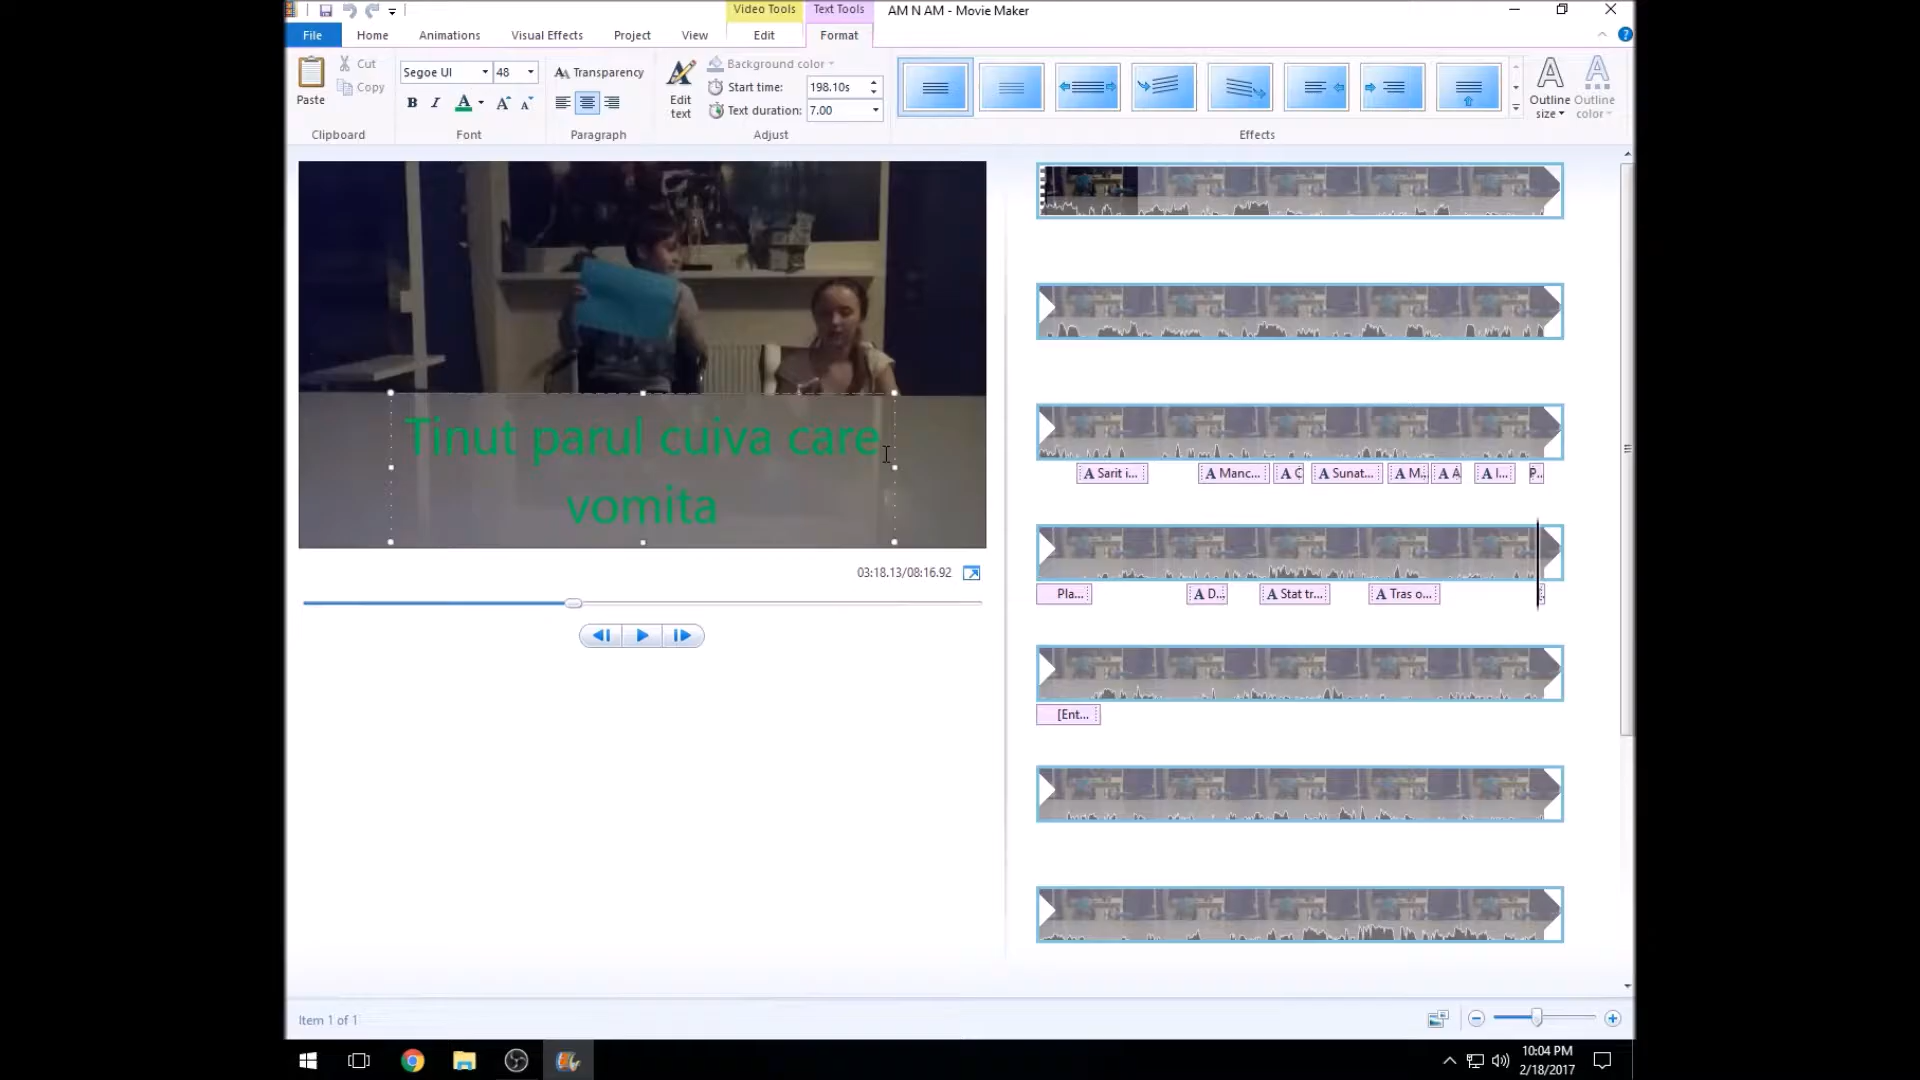 Video Tools
Text Tools
AM N AM - Movie Maker
File
Home
Animations
Visual Effects
Project
View
Edit
Format
Paste
Cut
Copy
Clipboard
Segoe UI
48
B I A A A
Font
Transparency
Paragraph
Edit text
Background color
Start time: 198.10s
Text duration: 7.00
Adjust
Effects
Outline size
Outline color
Tinut parul cuiva care
vomita
03:18.13/08:16.92
A Sarit i...
A Manc...
A C
A Sunat...
A M..
A A
A I...
P..
Pla...
A D...
A Stat tr...
A Tras o...
[Ent...
Item 1 of 1
10:04 PM
2/18/2017